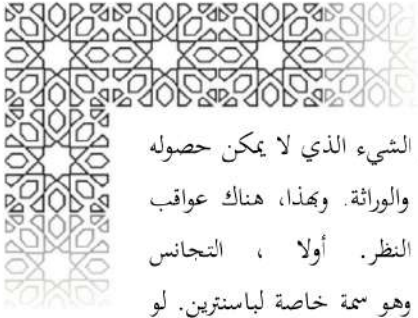 الشيء الذي لا يمكن حصوله
والوراثة. وبهذا، هناك عواقب
النظر. أولا ، التجانس
وهو سمة خاصة لباسنترين. لو